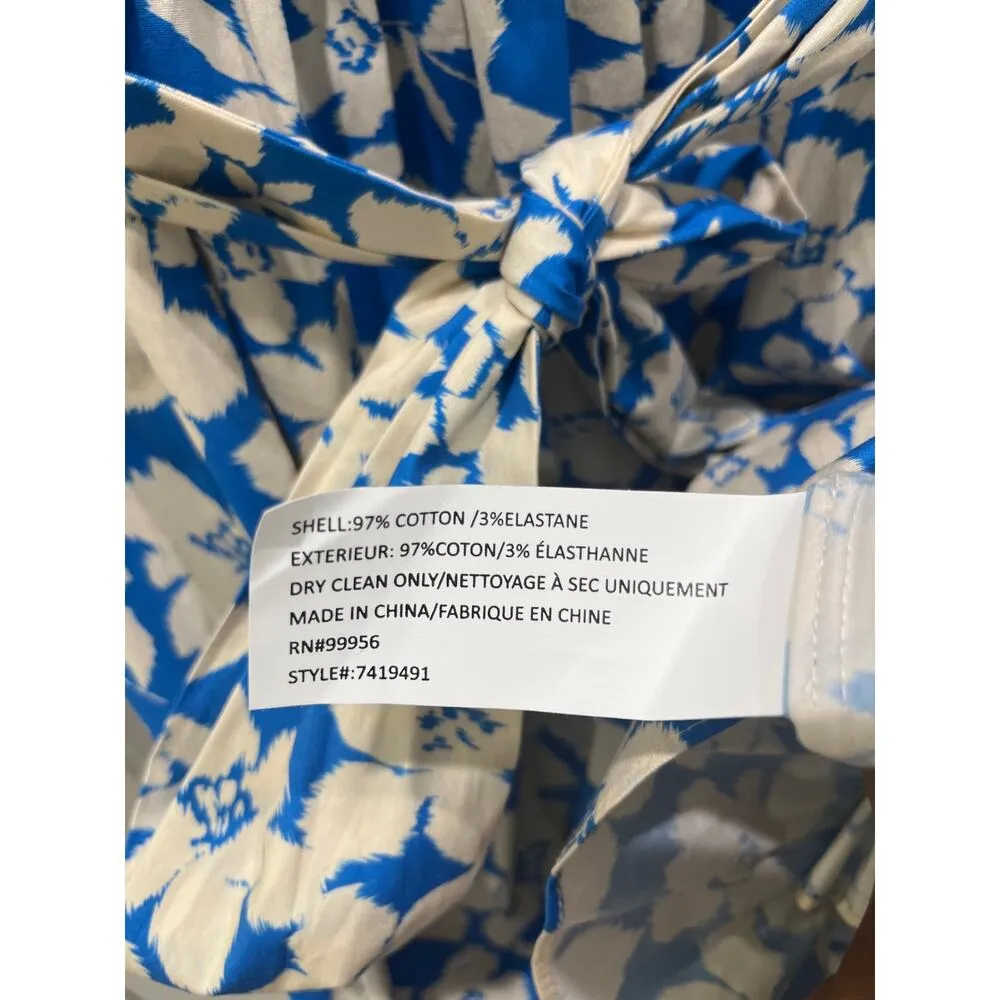 SHELL:97% COTTON /3%ELASTANE
EXTERIEUR: 97%COTON/3% ÉLASTHANNE
DRY CLEAN ONLY/NETTOYAGE À SEC UNIQUEMENT
MADE IN CHINA/FABRIQUE EN CHINE
RN#99956
STYLE#:7419491